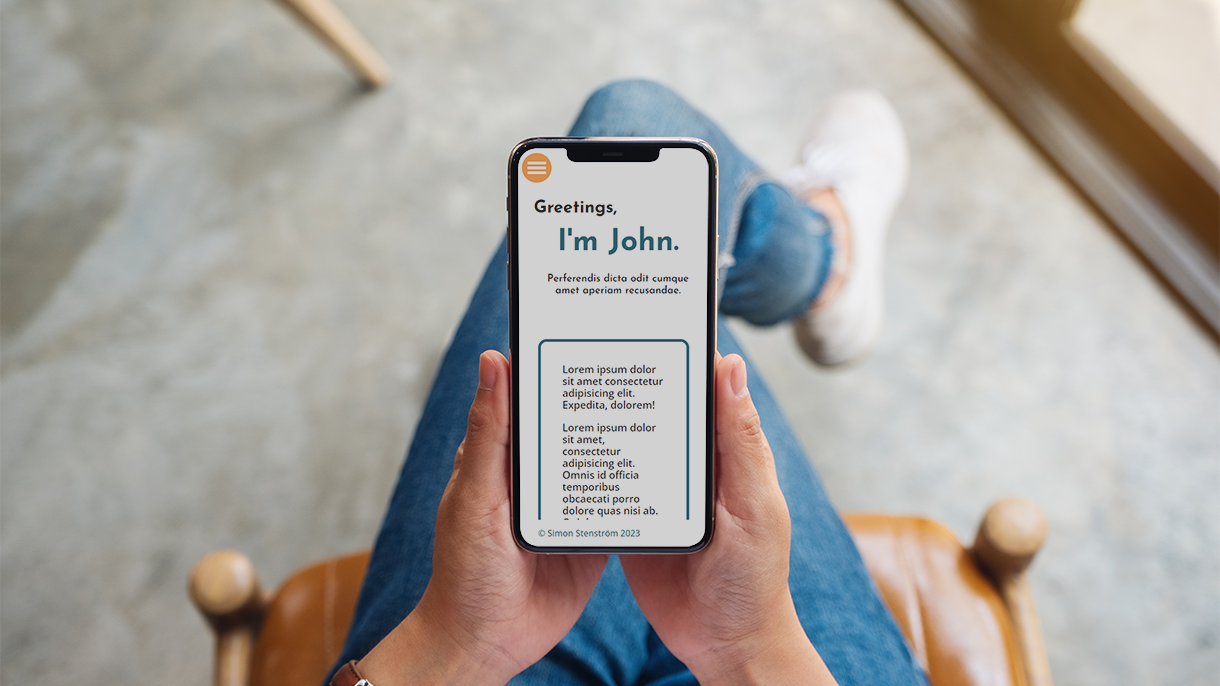 Greetings,
I'm John.
Perferendis dicta odit cumque
amet aperiam recusandae.
Lorem ipsum dolor
sit amet consectetur
adipisicing elit.
Expedita, dolorem!
Lorem ipsum dolor
sit amet,
consectetur
adipisicing elit.
Omnis id officia
temporibus
obcaecati porro
dolore quas nisi ab.
© Simon Stenström 2023